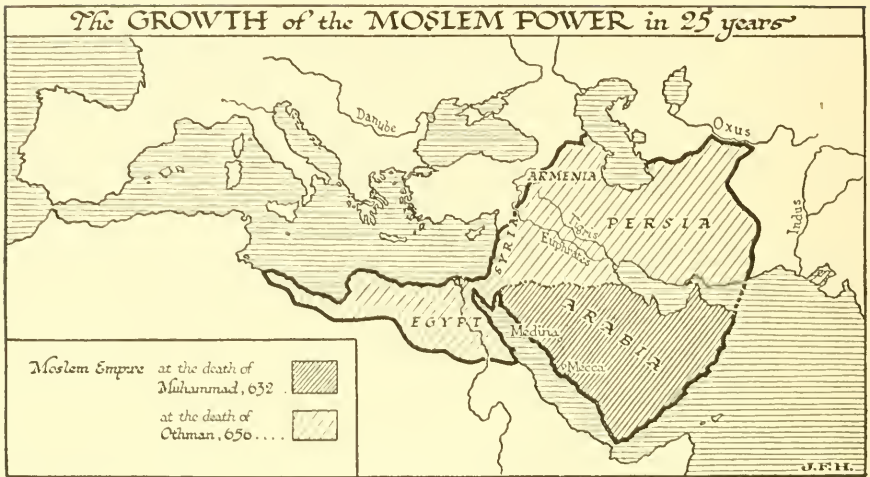 The GROWTH of the MOSLEM POWER in 25 years
Danube
Oxus
ARMENIA
Tigris
PERSIA
Indus
Euphrates
SYRIA
EGYPT
ARABIA
Medina
Mecca
Moslem Empire at the death of
Muhammad, 632 .
at the death of
Othman, 656 ....
J.F.H.